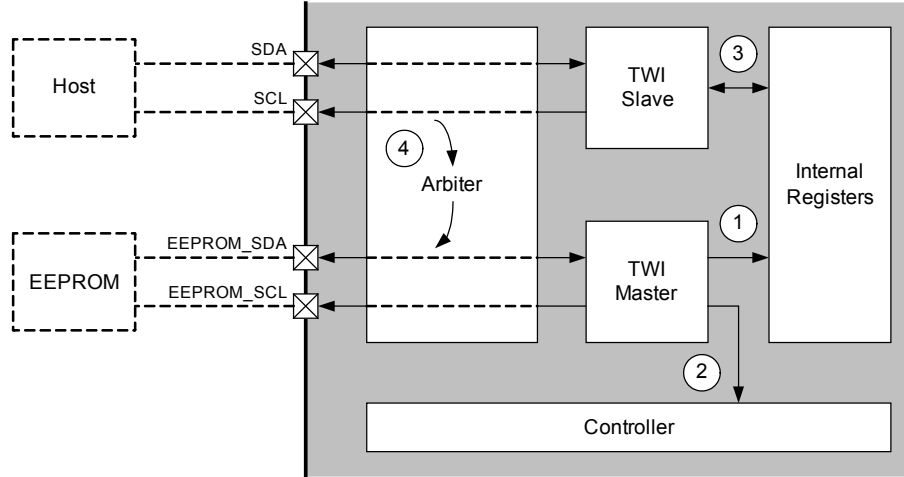 SDA
Host
SCL
TWI
Slave
3
4
Arbiter
Internal
Registers
1
EEPROM_SDA
EEPROM
EEPROM_SCL
TWI
Master
2
Controller